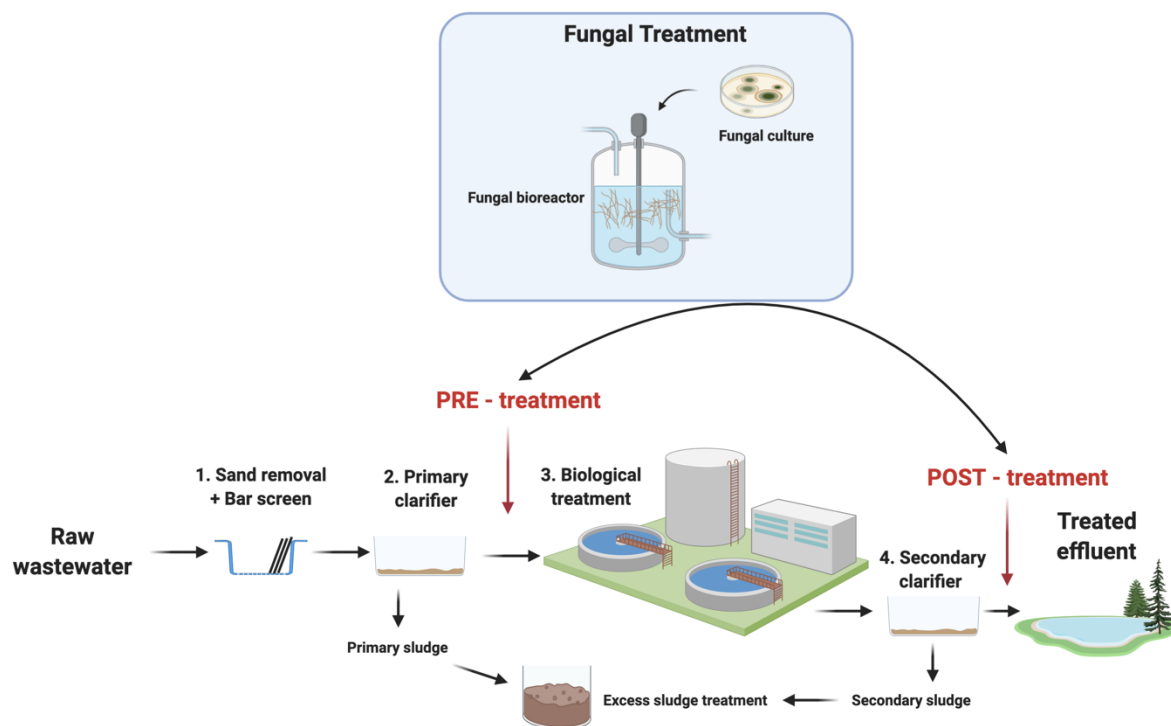 Fungal Treatment
Fungal culture
Fungal bioreactor
PRE - treatment
POST - treatment
1. Sand removal
+ Bar screen
2. Primary
clarifier
3. Biological
treatment
4. Secondary
clarifier
Raw
wastewater
Treated
effluent
Primary sludge
Excess sludge treatment
Secondary sludge